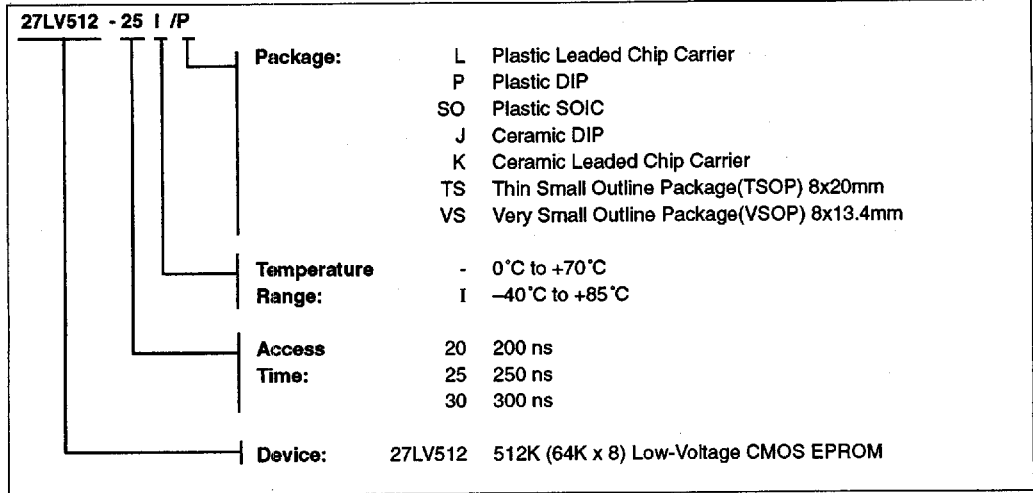 27LV512 - 25 I /P
Package: L Plastic Leaded Chip Carrier
P Plastic DIP
SO Plastic SOIC
J Ceramic DIP
K Ceramic Leaded Chip Carrier
TS Thin Small Outline Package(TSOP) 8x20mm
VS Very Small Outline Package(VSOP) 8x13.4mm
Temperature - 0°C to +70°C
Range: I –40°C to +85°C
Access 20 200 ns
Time: 25 250 ns
30 300 ns
Device: 27LV512 512K (64K x 8) Low-Voltage CMOS EPROM